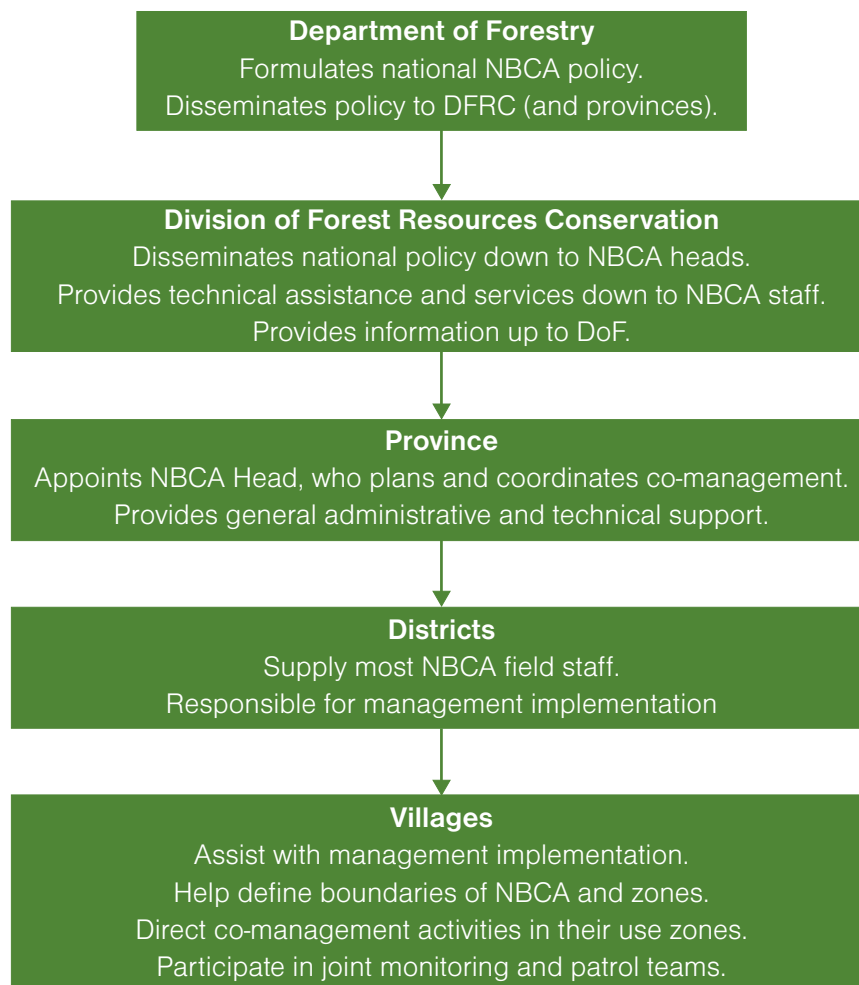 Department of Forestry
Formulates national NBCA policy.
Disseminates policy to DFRC (and provinces).
Division of Forest Resources Conservation
Disseminates national policy down to NBCA heads.
Provides technical assistance and services down to NBCA staff.
Provides information up to DoF.
Province
Appoints NBCA Head, who plans and coordinates co-management.
Provides general administrative and technical support.
Districts
Supply most NBCA field staff.
Responsible for management implementation
Villages
Assist with management implementation.
Help define boundaries of NBCA and zones.
Direct co-management activities in their use zones.
Participate in joint monitoring and patrol teams.